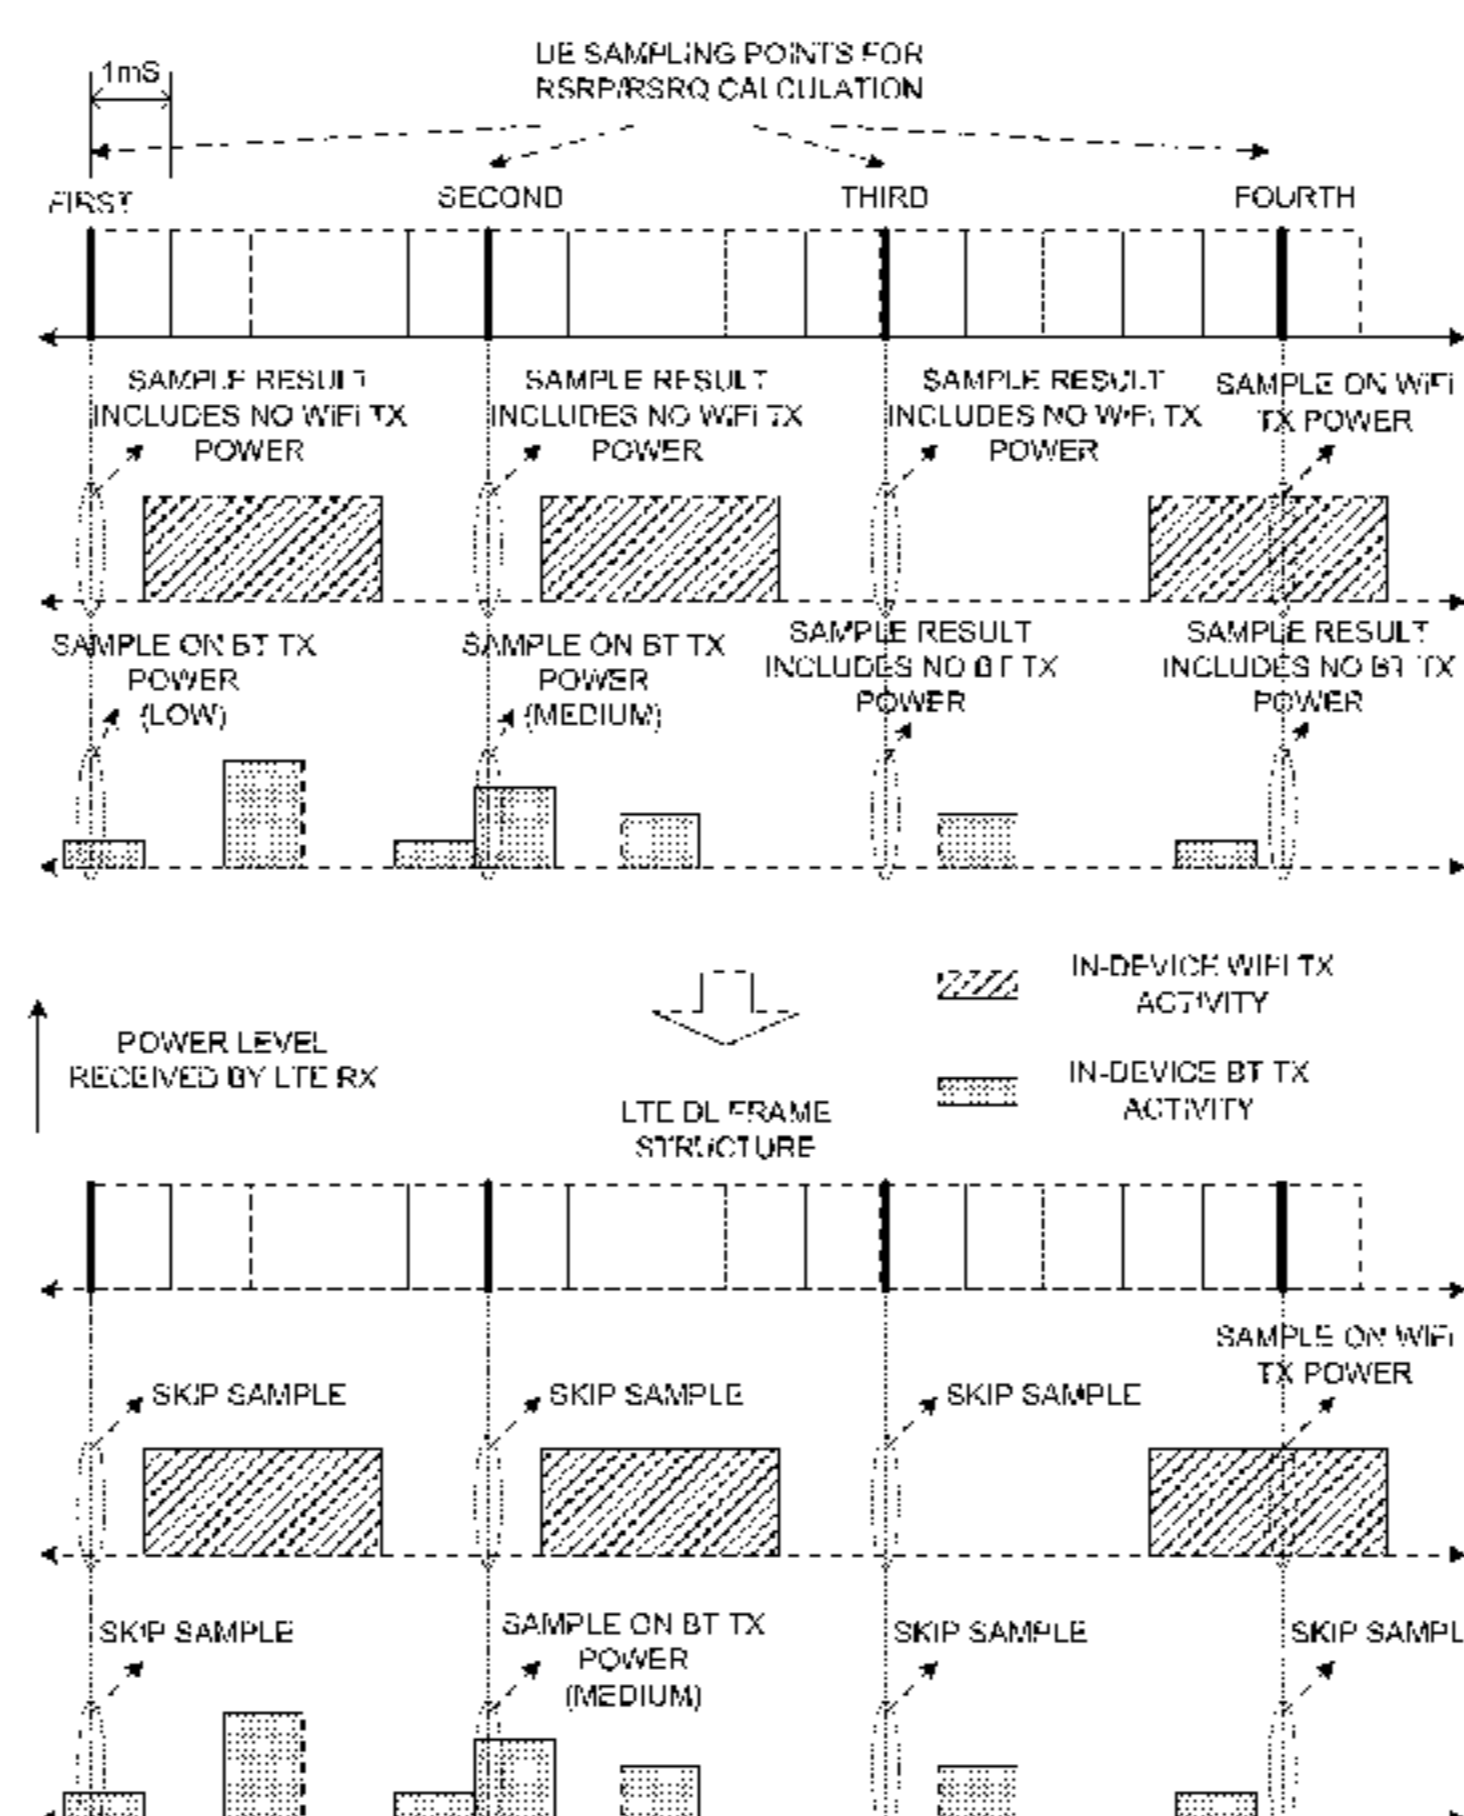 UE SAMPLING POINTS FOR
RSRP/RSRQ CALCULATION
1mS
FIRST
SECOND
THIRD
FOURTH
SAMPLE RESULT
INCLUDES NO WiFi TX
POWER
SAMPLE RESULT
INCLUDES NO WiFi TX
POWER
SAMPLE RESULT
INCLUDES NO WiFi TX
POWER
SAMPLE ON WiFi
TX POWER
SAMPLE ON BT TX
POWER
(LOW)
SAMPLE ON BT TX
POWER
(MEDIUM)
SAMPLE RESULT
INCLUDES NO BT TX
POWER
SAMPLE RESULT
INCLUDES NO BT TX
POWER
POWER LEVEL
RECEIVED BY LTE RX
IN-DEVICE WIFI TX
ACTIVITY
IN-DEVICE BT TX
ACTIVITY
LTE DL FRAME
STRUCTURE
SKIP SAMPLE
SKIP SAMPLE
SKIP SAMPLE
SAMPLE ON WiFi
TX POWER
SKIP SAMPLE
SAMPLE ON BT TX
POWER
(MEDIUM)
SKIP SAMPLE
SKIP SAMPL